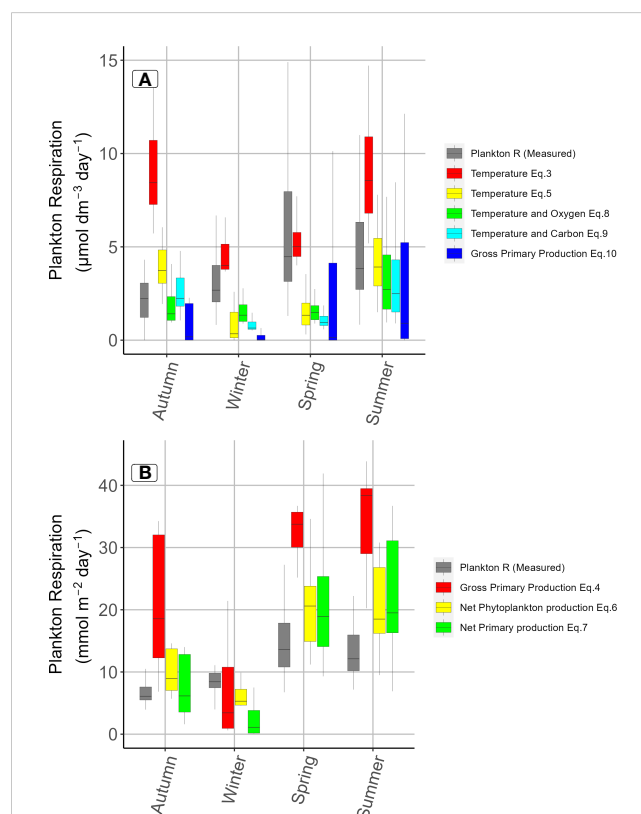 15
A
10
5
0
Plankton Respiration
(μmol dm⁻³ day⁻¹)
Autumn
Winter
Spring
Summer
Plankton R (Measured)
Temperature Eq.3
Temperature Eq.5
Temperature and Oxygen Eq.8
Temperature and Carbon Eq.9
Gross Primary Production Eq.10
B
40
30
20
10
0
Plankton Respiration
(mmol m⁻² day⁻¹)
Autumn
Winter
Spring
Summer
Plankton R (Measured)
Gross Primary Production Eq.4
Net Phytoplankton production Eq.6
Net Primary production Eq.7